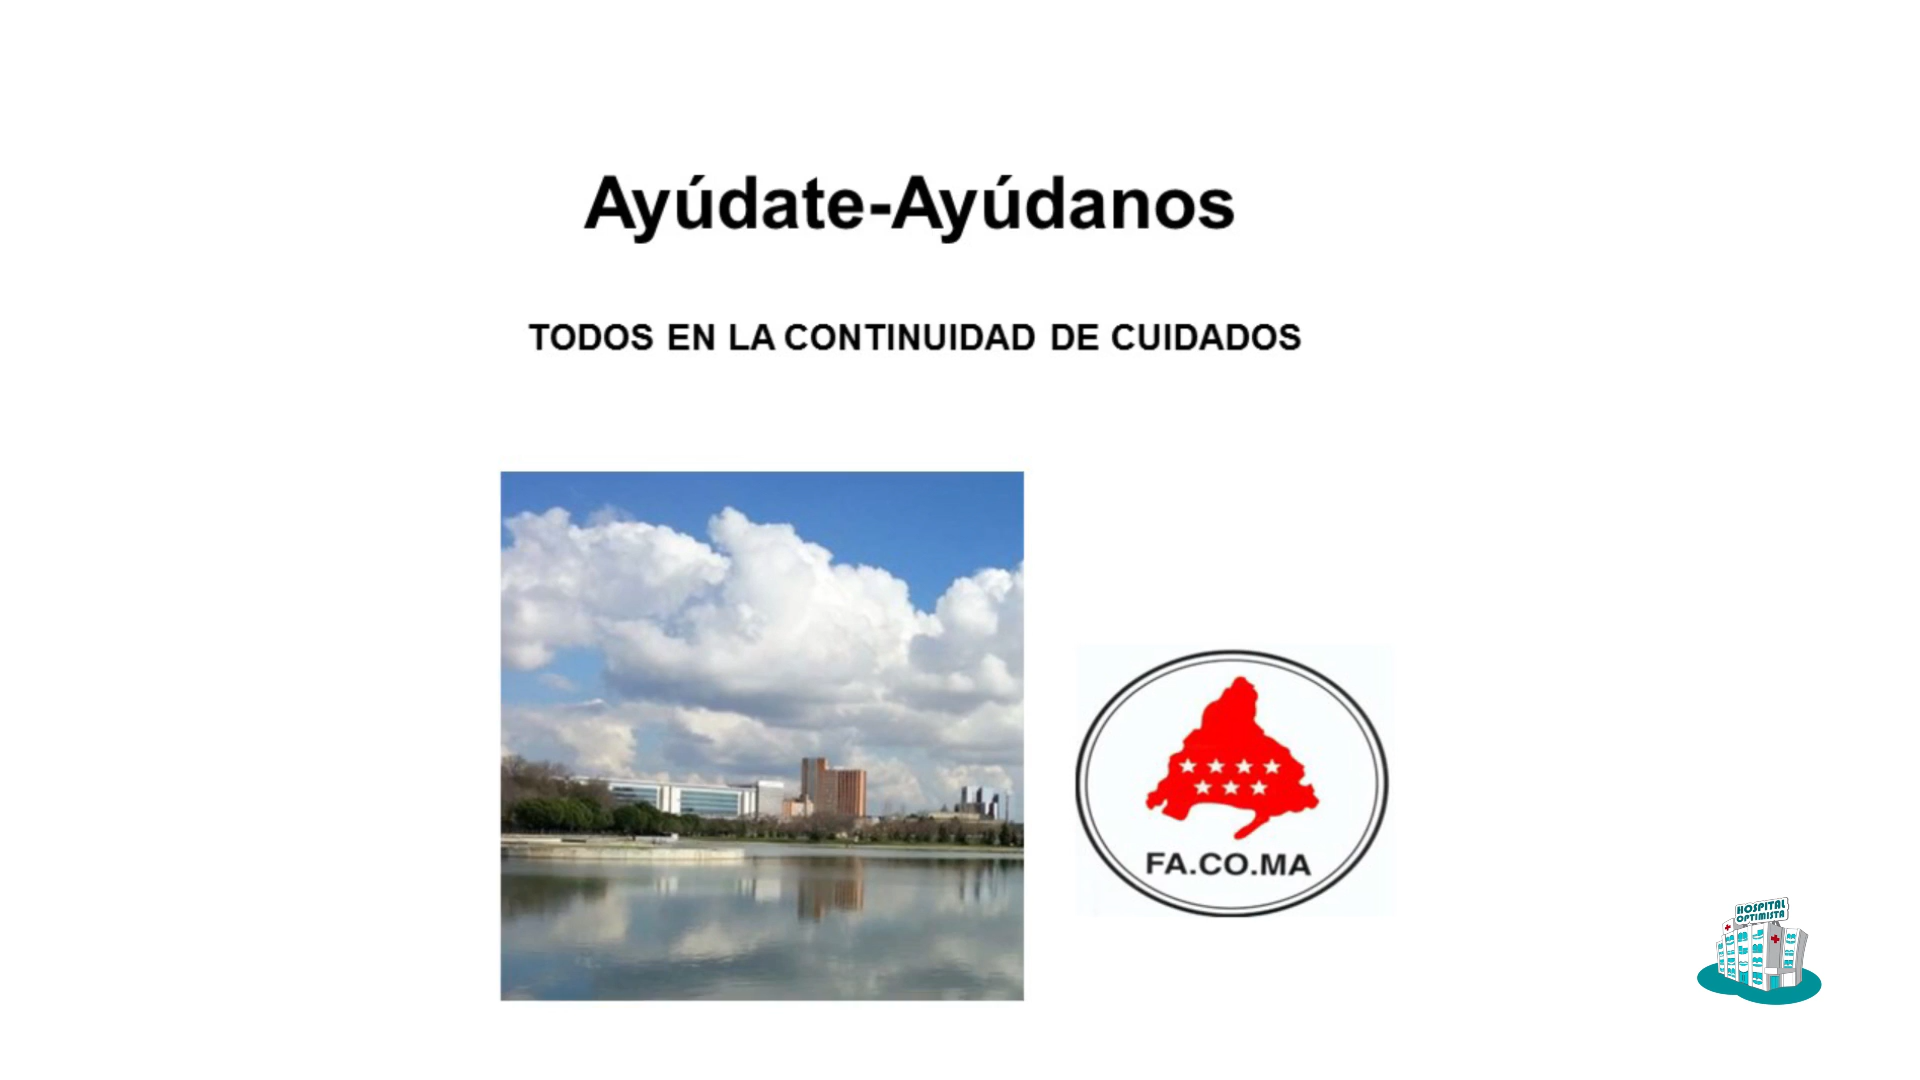 Ayúdate-Ayúdanos
TODOS EN LA CONTINUIDAD DE CUIDADOS
FA.CO.MA
HOSPITAL
OPTIMISTA